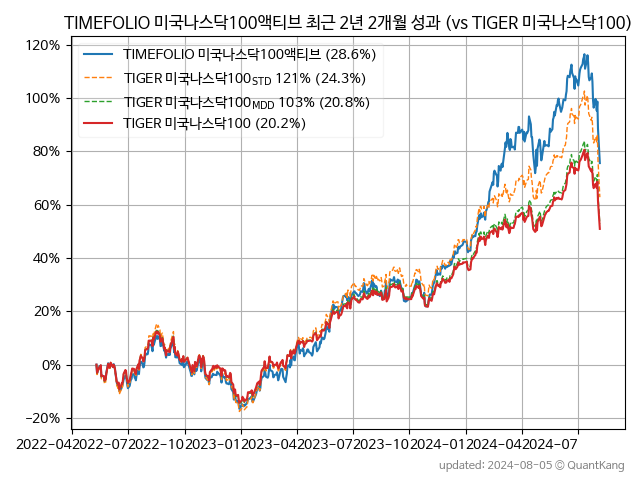 TIMEFOLIO 미국나스닥100액티브 최근 2년 2개월 성과 (vs TIGER 미국나스닥100)
TIMEFOLIO 미국나스닥100액티브 (28.6%)
TIGER 미국나스닥100STD 121% (24.3%)
TIGER 미국나스닥100MDD 103% (20.8%)
TIGER 미국나스닥100 (20.2%)
120%
100%
80%
60%
40%
20%
0%
−20%
2022-04 2022-07 2022-10 2023-01 2023-04 2023-07 2023-10 2024-01 2024-04 2024-07
updated: 2024-08-05 © QuantKang